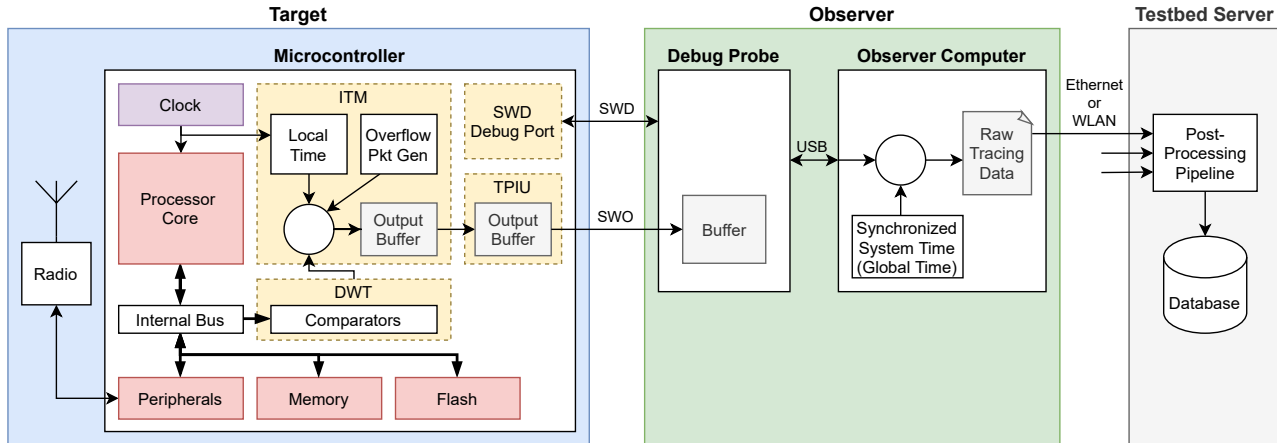 Target
Observer
Testbed Server
Microcontroller
Debug Probe
Observer Computer
Clock
ITM
Local
Time
Overflow
Pkt Gen
SWD
Debug Port
SWD
Ethernet
or
WLAN
Processor
Core
Raw
Tracing
Data
Post-
Processing
Pipeline
USB
TPIU
Output
Buffer
Output
Buffer
SWO
Buffer
Synchronized
System Time
(Global Time)
Radio
DWT
Internal Bus
Comparators
Database
Peripherals
Memory
Flash